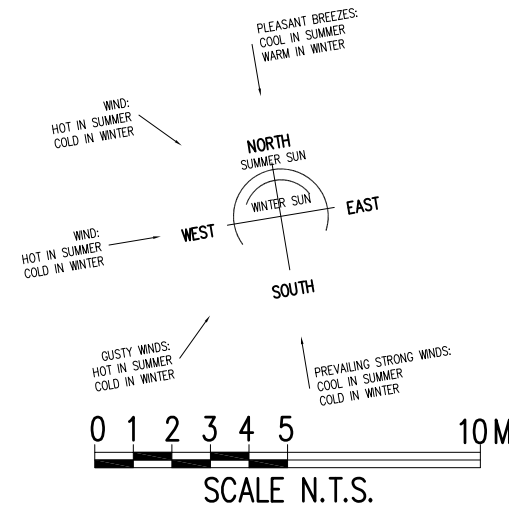 PLEASANT BREEZES:
COOL IN SUMMER
WARM IN WINTER
WIND:
HOT IN SUMMER
COLD IN WINTER
NORTH
SUMMER SUN
WINTER SUN
EAST
WEST
WIND:
HOT IN SUMMER
COLD IN WINTER
SOUTH
GUSTY WINDS:
HOT IN SUMMER
COLD IN WINTER
PREVAILING STRONG WINDS:
COOL IN SUMMER
COLD IN WINTER
0 1 2 3 4 5 10 M
SCALE N.T.S.